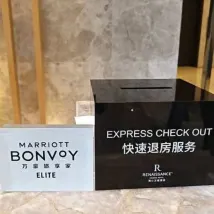 MARRIOTT
BONVOY
万豪旅享家
ELITE
EXPRESS CHECK OUT
快速退房服务
R
RENAISSANCE